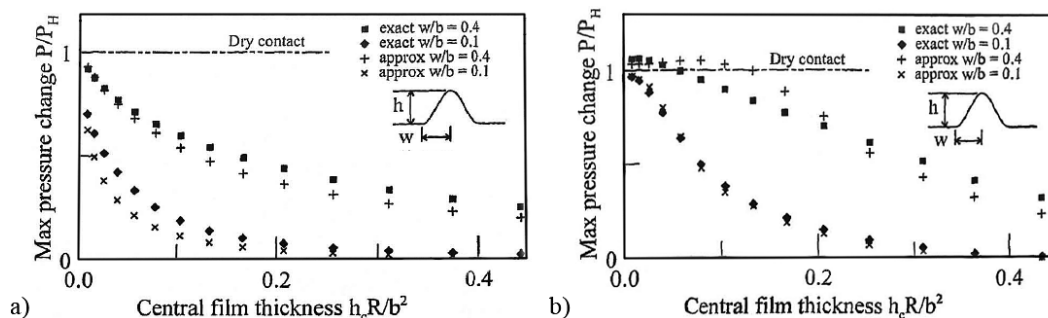 Max pressure change P/P_H
1
0
0.0
0.2
0.4
Central film thickness h_cR/b²
a)
Dry contact
■ exact w/b = 0.4
◆ exact w/b = 0.1
+ approx w/b = 0.4
× approx w/b = 0.1
h
w
Max pressure change P/P_H
1
0
0.0
0.2
0.4
Central film thickness h_cR/b²
b)
Dry contact
■ exact w/b = 0.4
◆ exact w/b = 0.1
+ approx w/b = 0.4
× approx w/b = 0.1
h
w